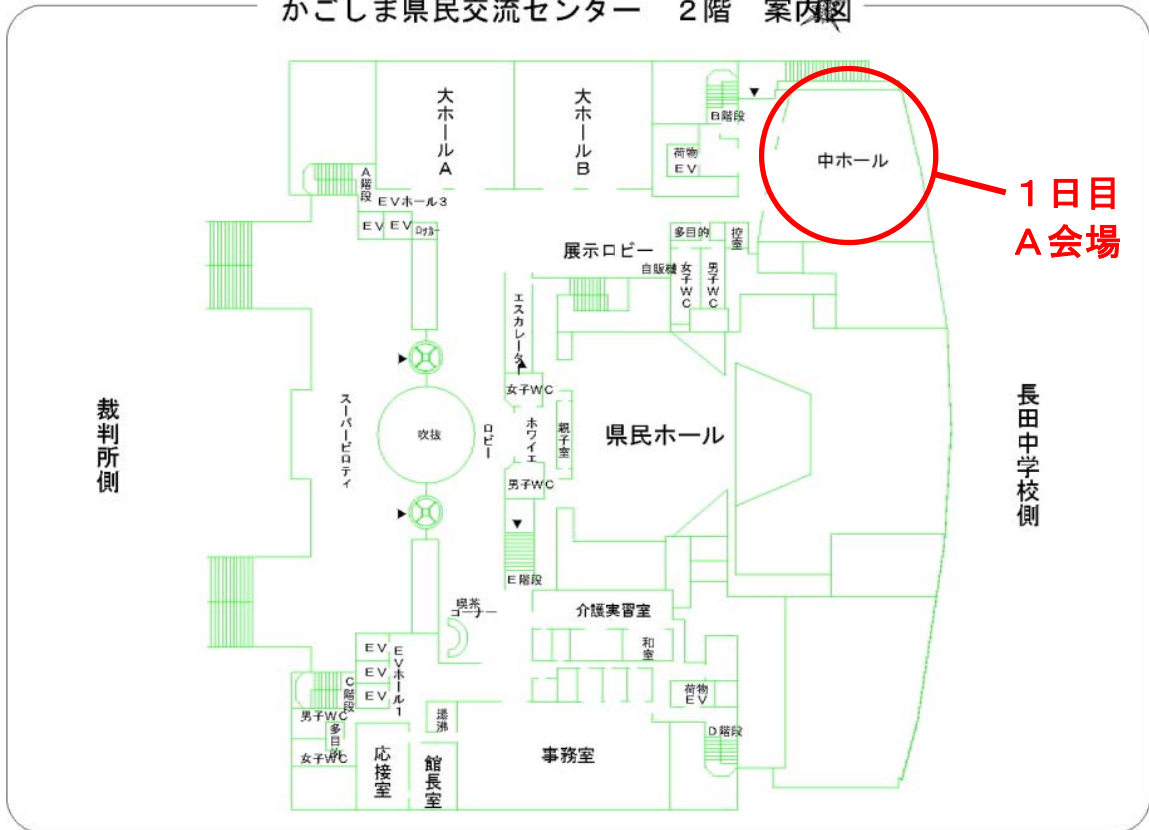 かごしま県民交流センター　２階　案内図
大ホールA
大ホールB
B階段
荷物
EV
中ホール
1日目
A会場
A階段
EVホール3
EV
EV
ロッカー
展示ロビー
多目的
控室
自販機
女子WC
男子WC
エスカレーター
女子WC
ホワイエ
親子室
県民ホール
男子WC
吹抜
ロビー
スーパーピロティ
裁判所側
長田中学校側
E階段
喫茶
コーナー
介護実習室
和室
EV
EV
EV
EVホール1
C階段
男子WC
多目的
女子WC
湯沸
応接室
館長室
事務室
荷物
EV
D階段